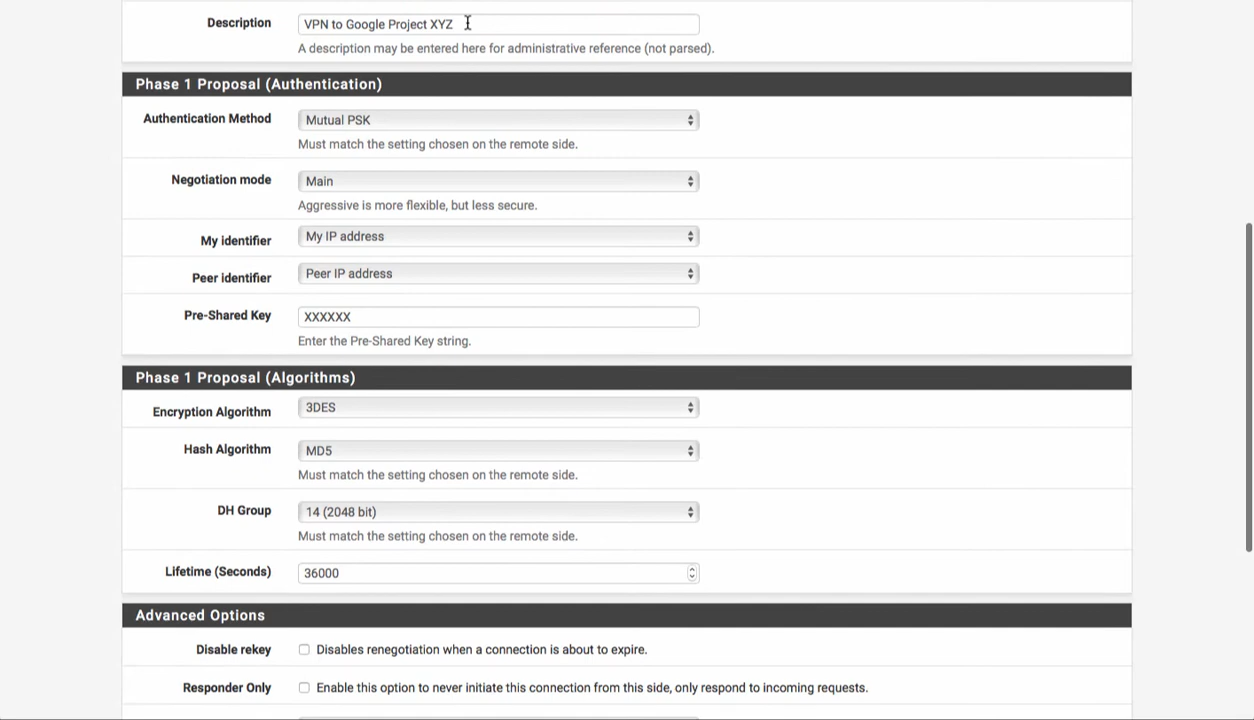 Description
VPN to Google Project XYZ
A description may be entered here for administrative reference (not parsed).
Phase 1 Proposal (Authentication)
Authentication Method
Mutual PSK
Must match the setting chosen on the remote side.
Negotiation mode
Main
Aggressive is more flexible, but less secure.
My identifier
My IP address
Peer identifier
Peer IP address
Pre-Shared Key
XXXXXX
Enter the Pre-Shared Key string.
Phase 1 Proposal (Algorithms)
Encryption Algorithm
3DES
Hash Algorithm
MD5
Must match the setting chosen on the remote side.
DH Group
14 (2048 bit)
Must match the setting chosen on the remote side.
Lifetime (Seconds)
36000
Advanced Options
Disable rekey
Disables renegotiation when a connection is about to expire.
Responder Only
Enable this option to never initiate this connection from this side, only respond to incoming requests.